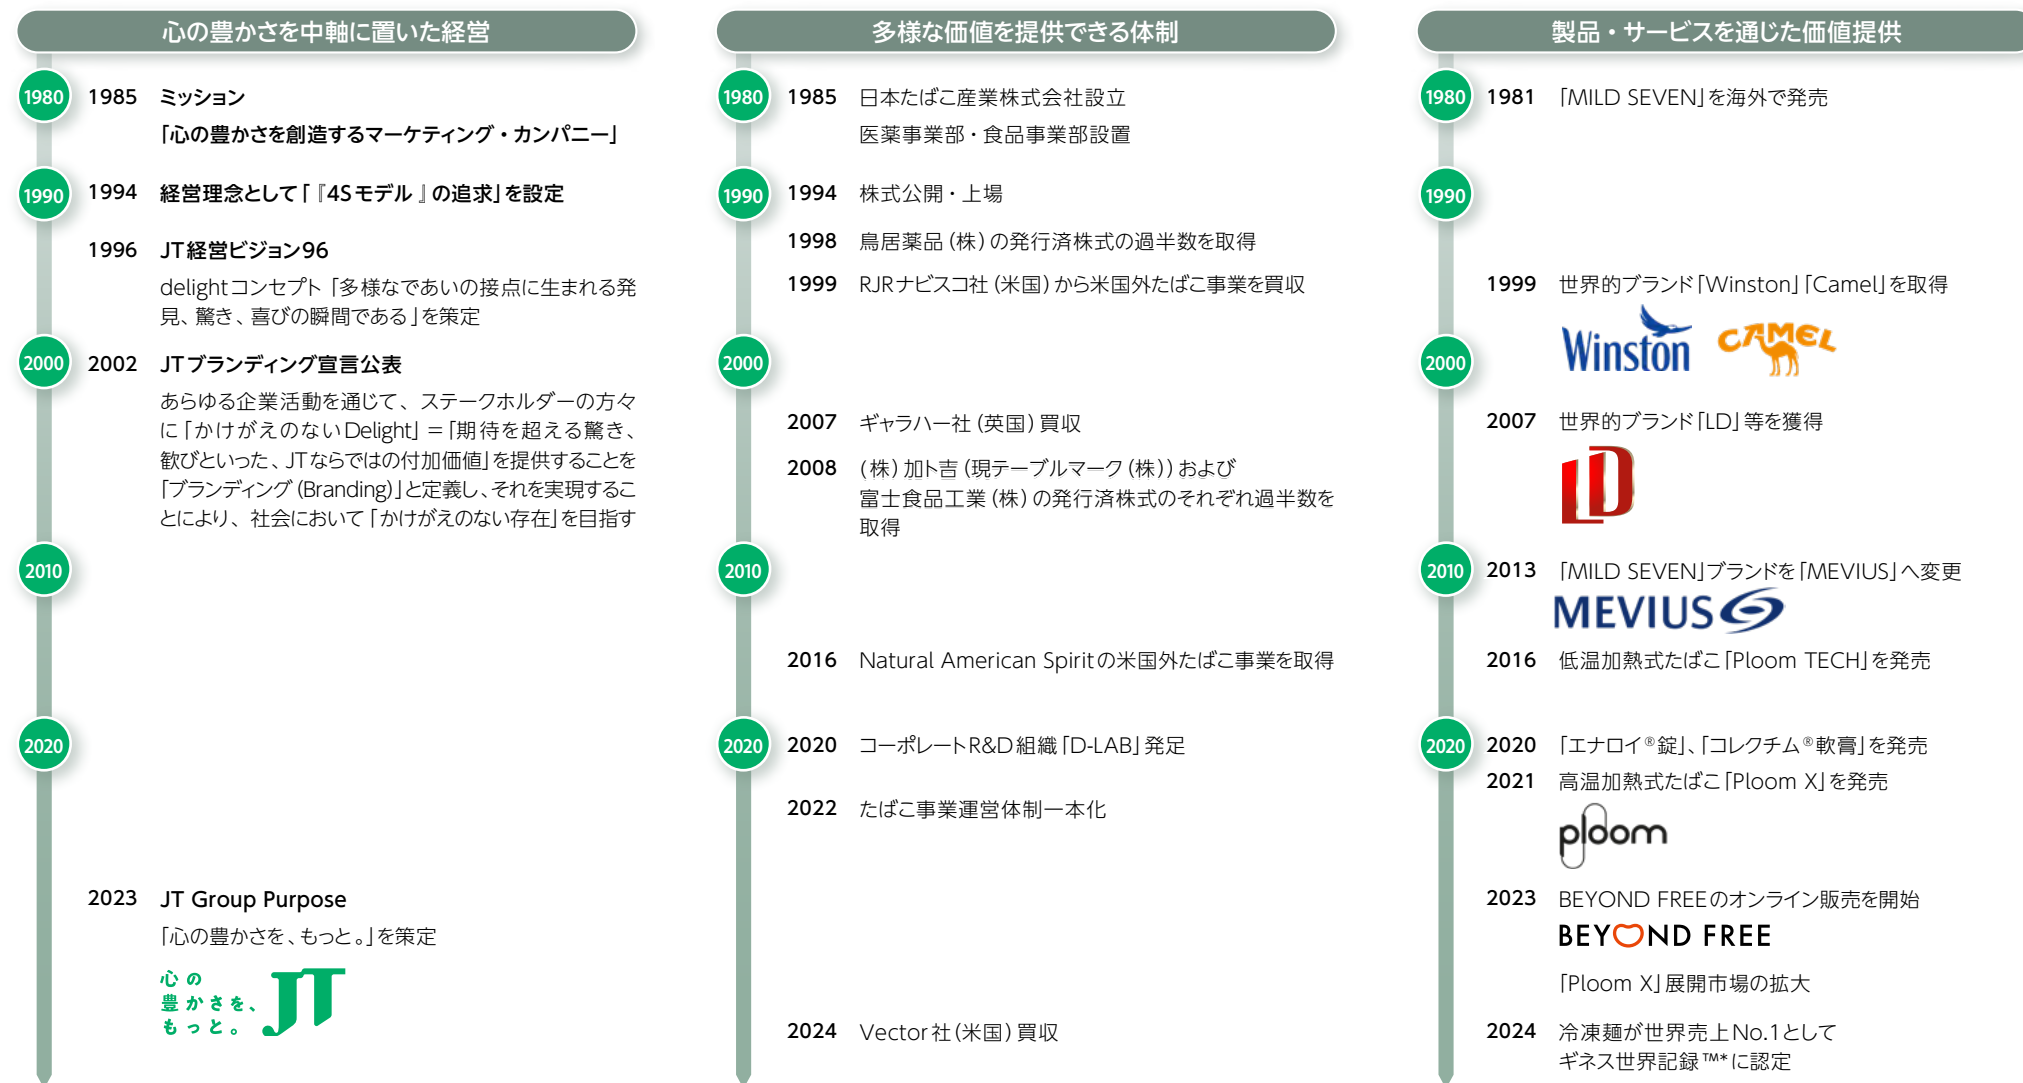 心の豊かさを中軸に置いた経営
1980
1985 ミッション
「心の豊かさを創造するマーケティング・カンパニー」
1990
1994 経営理念として「『4Sモデル』の追求」を設定
1996 JT経営ビジョン96
delightコンセプト「多様なであいの接点に生まれる発
見、驚き、喜びの瞬間である」を策定
2000
2002 JTブランディング宣言公表
あらゆる企業活動を通じて、ステークホルダーの方々
に「かけがえのないDelight」=「期待を超える驚き、
歓びといった、JTならではの付加価値」を提供することを
「ブランディング(Branding)」と定義し、それを実現するこ
とにより、社会において「かけがえのない存在」を目指す
2010
2020
2023 JT Group Purpose
「心の豊かさを、もっと。」を策定
心の
豊かさを、
もっと。
JT
多様な価値を提供できる体制
1980
1985 日本たばこ産業株式会社設立
医薬事業部・食品事業部設置
1990
1994 株式公開・上場
1998 鳥居薬品(株)の発行済株式の過半数を取得
1999 RJRナビスコ社(米国)から米国外たばこ事業を買収
2000
2007 ギャラハー社(英国)買収
2008 (株)加ト吉(現テーブルマーク(株))および
富士食品工業(株)の発行済株式のそれぞれ過半数を
取得
2010
2016 Natural American Spiritの米国外たばこ事業を取得
2020
2020 コーポレートR&D組織「D-LAB」発足
2022 たばこ事業運営体制一本化
2024 Vector社(米国)買収
製品・サービスを通じた価値提供
1980
1981 「MILD SEVEN」を海外で発売
1990
1999 世界的ブランド「Winston」「Camel」を取得
Winston CAMEL
2000
2007 世界的ブランド「LD」等を獲得
LD
2010
2013 「MILD SEVEN」ブランドを「MEVIUS」へ変更
MEVIUS
2016 低温加熱式たばこ「Ploom TECH」を発売
2020
2020 「エナロイ®錠」、「コレクチム®軟膏」を発売
2021 高温加熱式たばこ「Ploom X」を発売
ploom
2023 BEYOND FREEのオンライン販売を開始
BEYOND FREE
「Ploom X」展開市場の拡大
2024 冷凍麺が世界売上No.1として
ギネス世界記録™*に認定